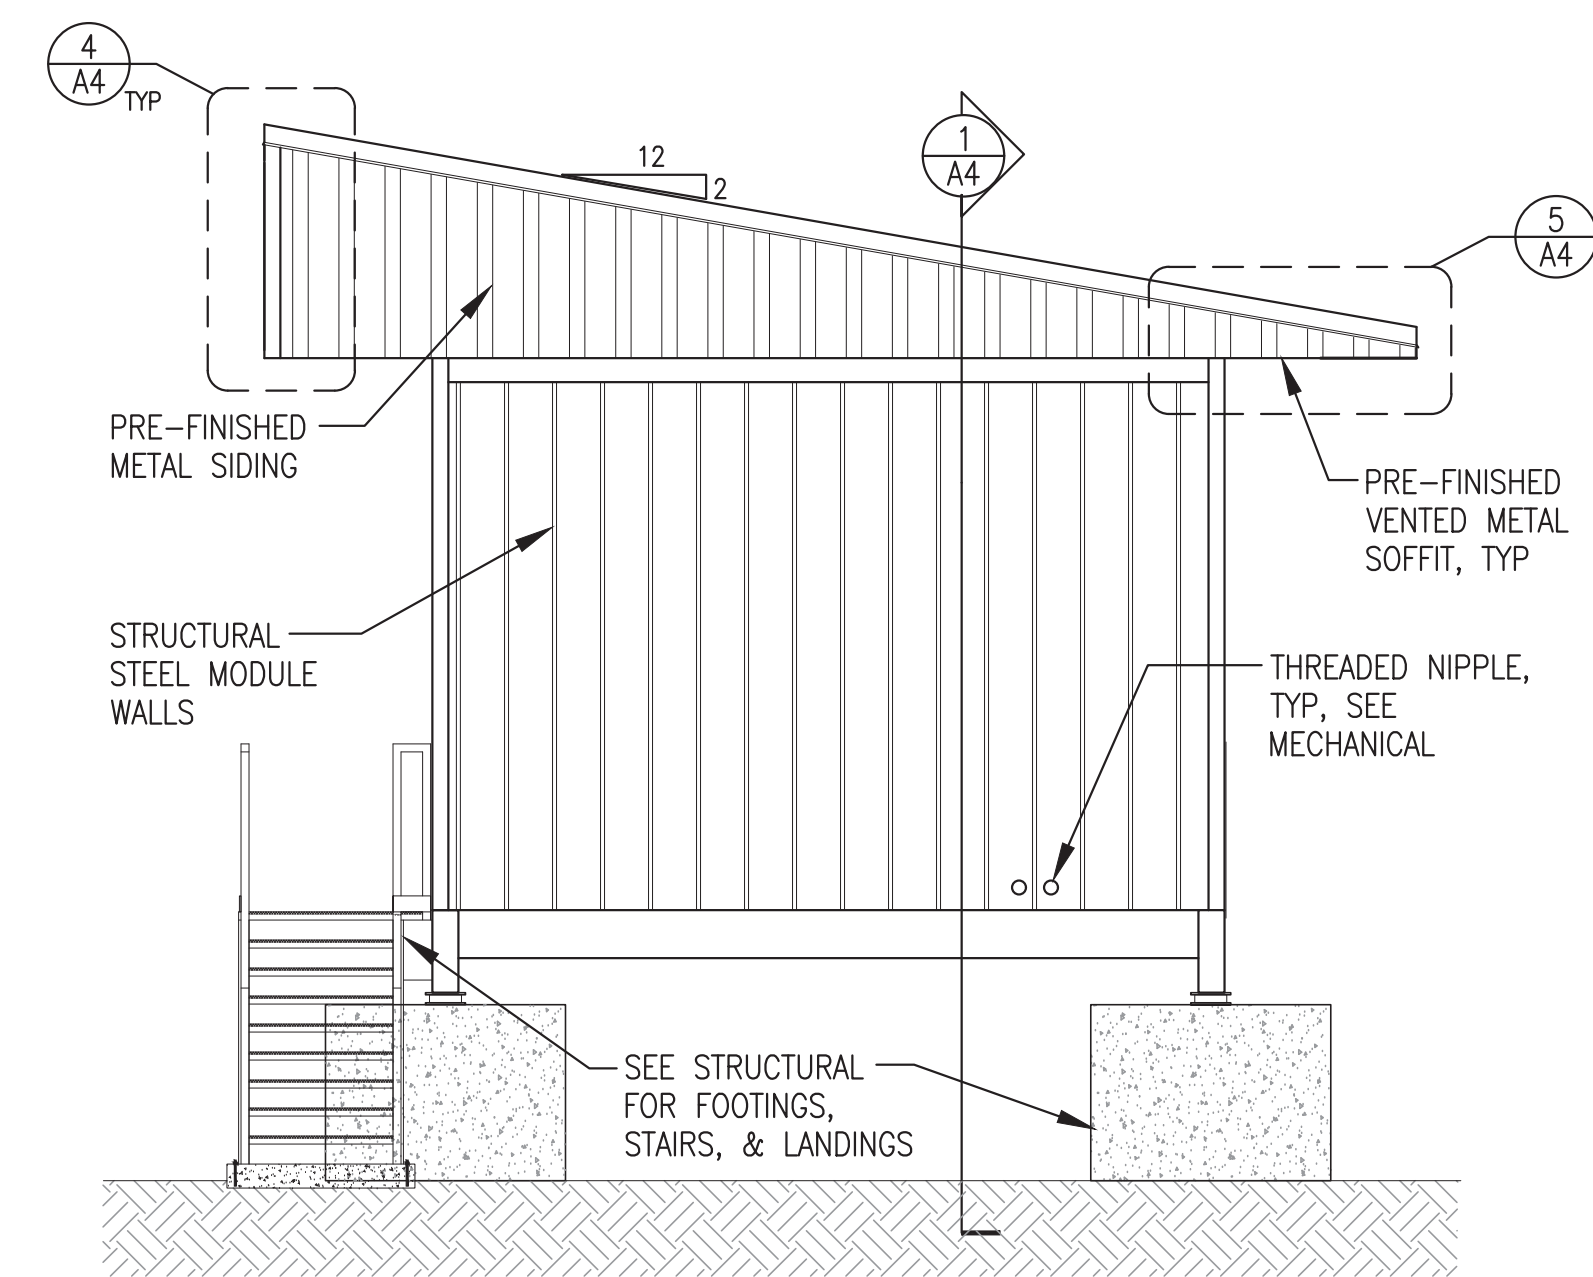 4
A4
TYP
12
2
1
A4
5
A4
PRE-FINISHED
METAL SIDING
PRE-FINISHED
VENTED METAL
SOFFIT, TYP
STRUCTURAL
STEEL MODULE
WALLS
THREADED NIPPLE,
TYP, SEE
MECHANICAL
SEE STRUCTURAL
FOR FOOTINGS,
STAIRS, & LANDINGS